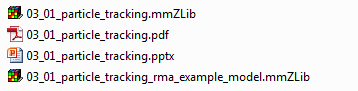 03_01_particle_tracking.mmZLib
03_01_particle_tracking.pdf
03_01_particle_tracking.pptx
03_01_particle_tracking_rma_example_model.mmZLib